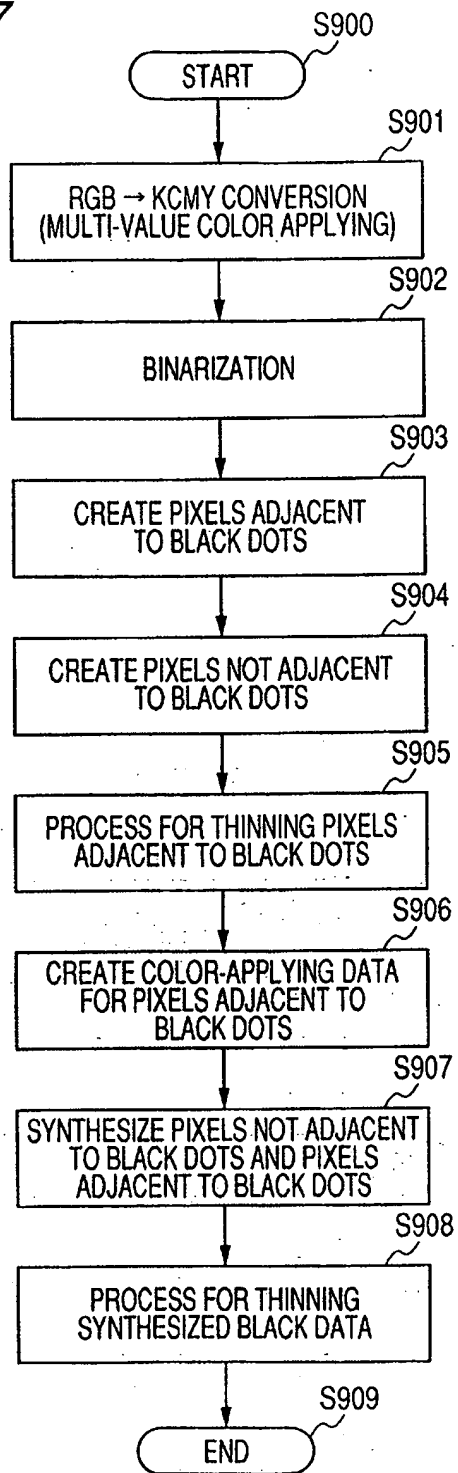 7
S900
START
S901
RGB → KCMY CONVERSION
(MULTI-VALUE COLOR APPLYING)
S902
BINARIZATION
S903
CREATE PIXELS ADJACENT
TO BLACK DOTS
S904
CREATE PIXELS NOT ADJACENT
TO BLACK DOTS
S905
PROCESS FOR THINNING PIXELS
ADJACENT TO BLACK DOTS
S906
CREATE COLOR-APPLYING DATA
FOR PIXELS ADJACENT TO
BLACK DOTS
S907
SYNTHESIZE PIXELS NOT ADJACENT
TO BLACK DOTS AND PIXELS
ADJACENT TO BLACK DOTS
S908
PROCESS FOR THINNING
SYNTHESIZED BLACK DATA
S909
END